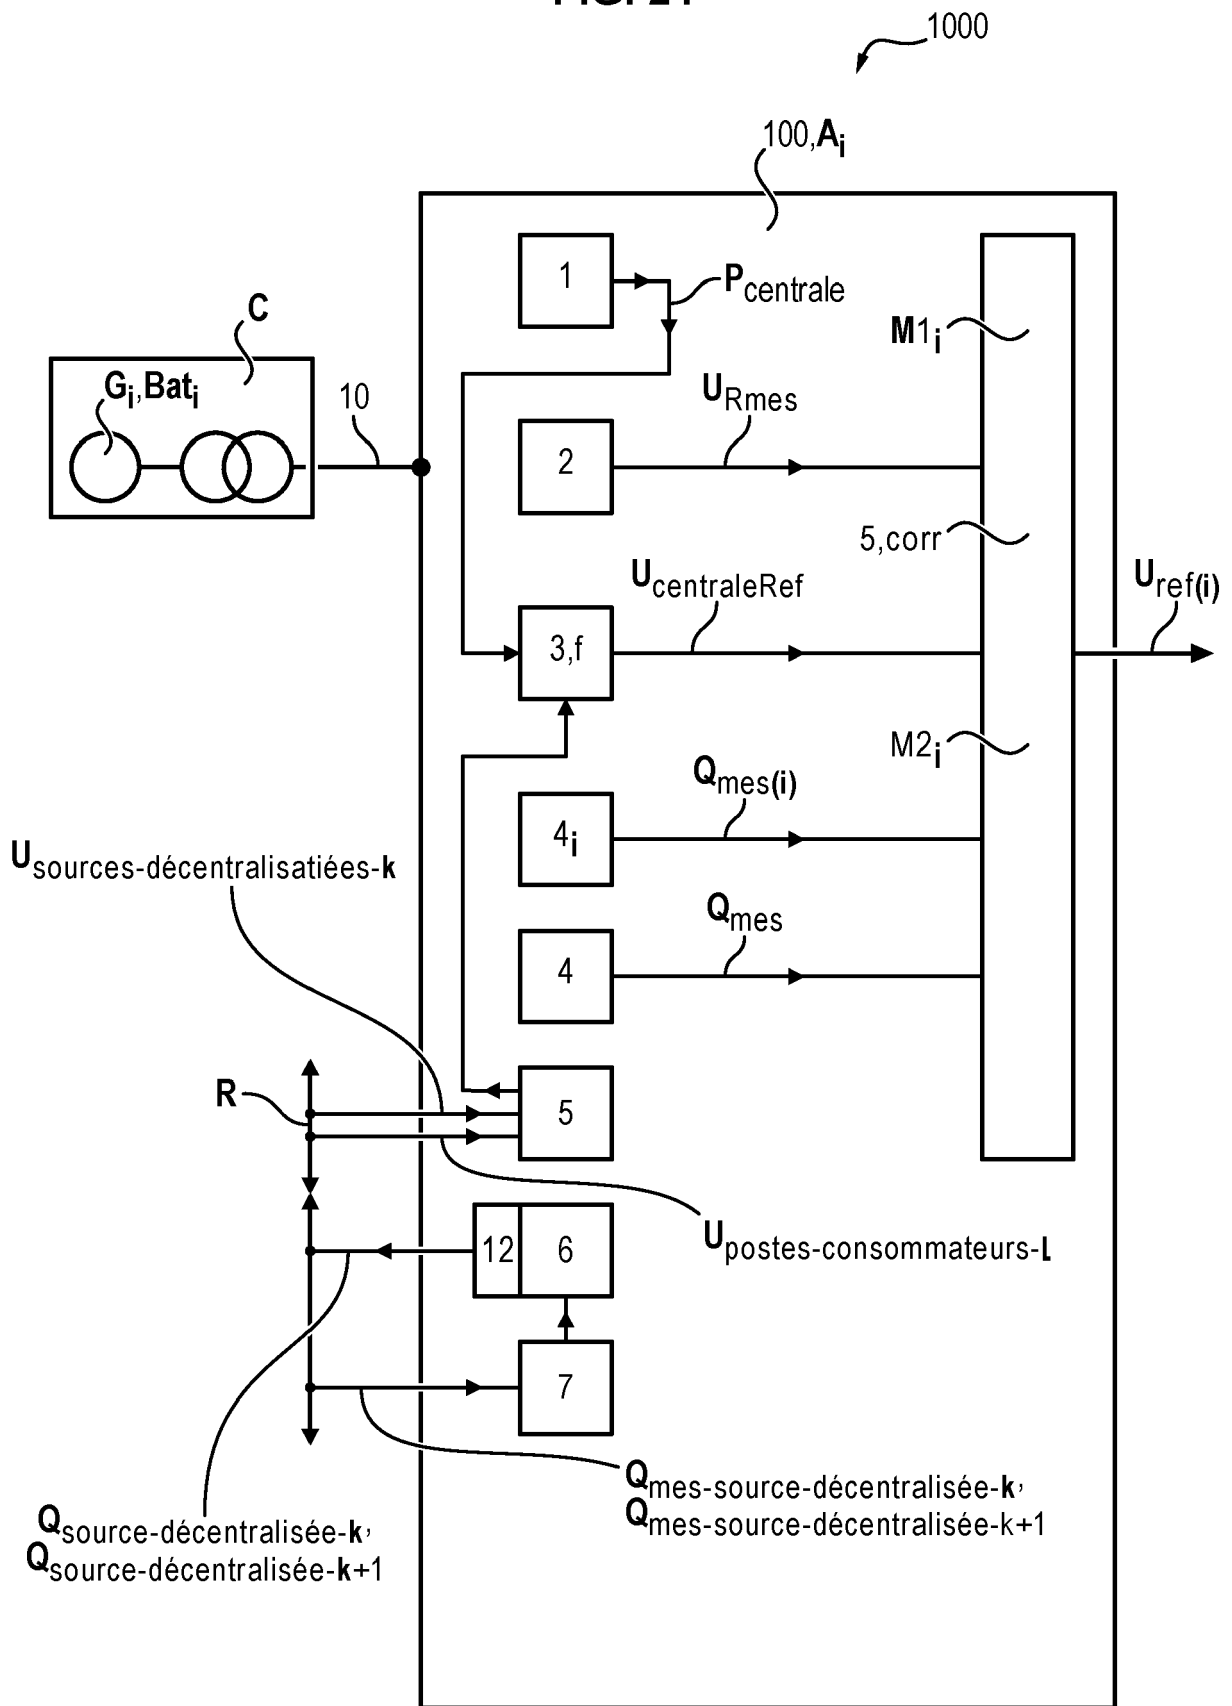 FIG. 21
1000
100,Ai
1
Pcentrale
C
M1i
Gi,Bati
10
URmes
2
5,corr
UcentraleRef
Uref(i)
3,f
M2i
Qmes(i)
4i
Usources-décentralisatiées-k
Qmes
4
R
5
12
6
Upostes-consommateurs-L
7
Qmes-source-décentralisée-k,
Qmes-source-décentralisée-k+1
Qsource-décentralisée-k,
Qsource-décentralisée-k+1